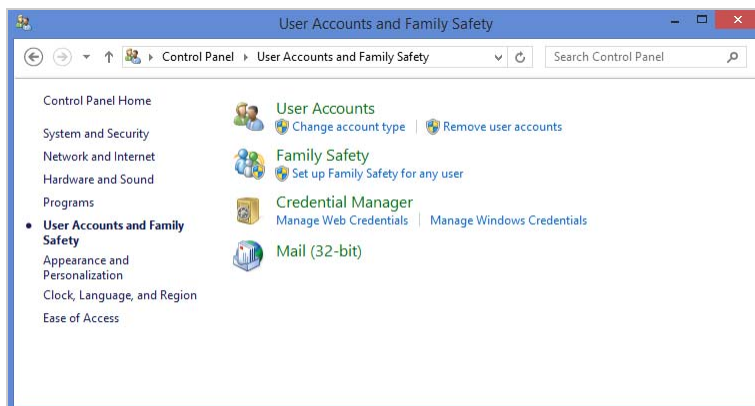 User Accounts and Family Safety
Control Panel User Accounts and Family Safety
Search Control Panel
Control Panel Home
System and Security
Network and Internet
Hardware and Sound
Programs
User Accounts and Family
Safety
Appearance and
Personalization
Clock, Language, and Region
Ease of Access
User Accounts
Change account type Remove user accounts
Family Safety
Set up Family Safety for any user
Credential Manager
Manage Web Credentials Manage Windows Credentials
Mail (32-bit)